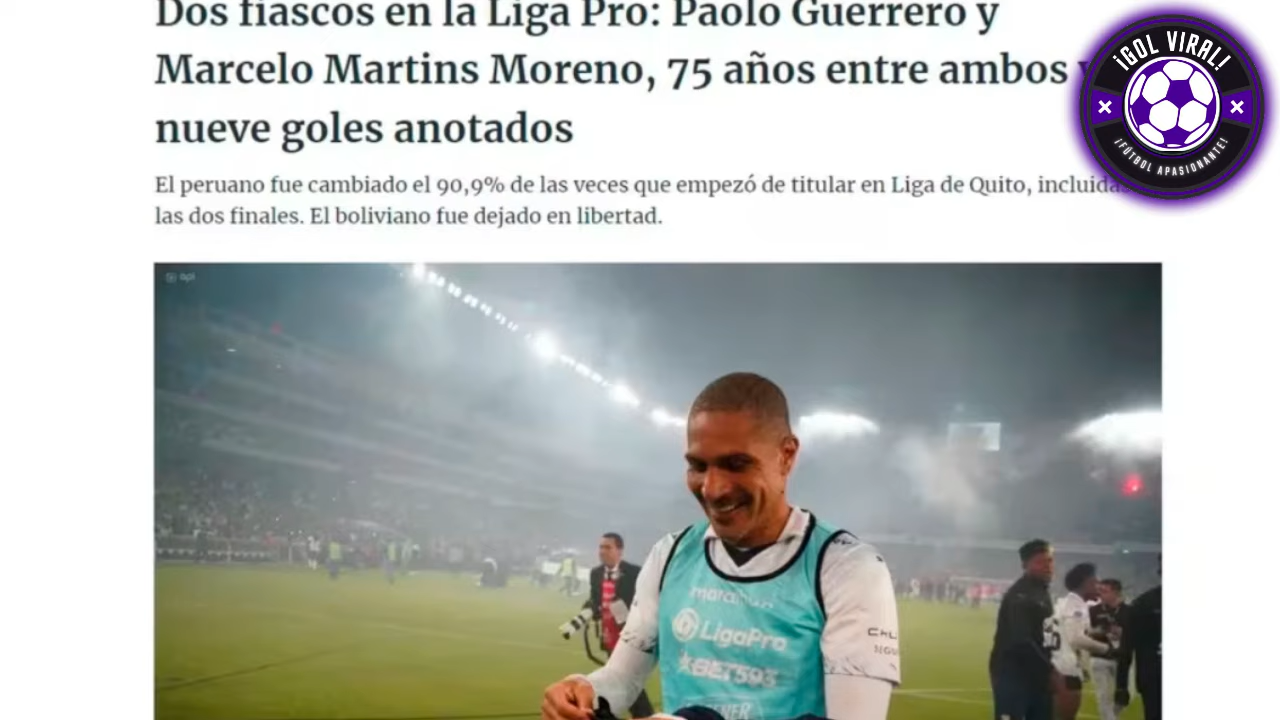 Dos fiascos en la Liga Pro: Paolo Guerrero y
Marcelo Martins Moreno, 75 años entre ambos y
nueve goles anotados
El peruano fue cambiado el 90,9% de las veces que empezó de titular en Liga de Quito, incluidas
las dos finales. El boliviano fue dejado en libertad.
¡GOL VIRAL!
¡FÚTBOL APASIONANTE!
api
marathon
LigaPro
BET593